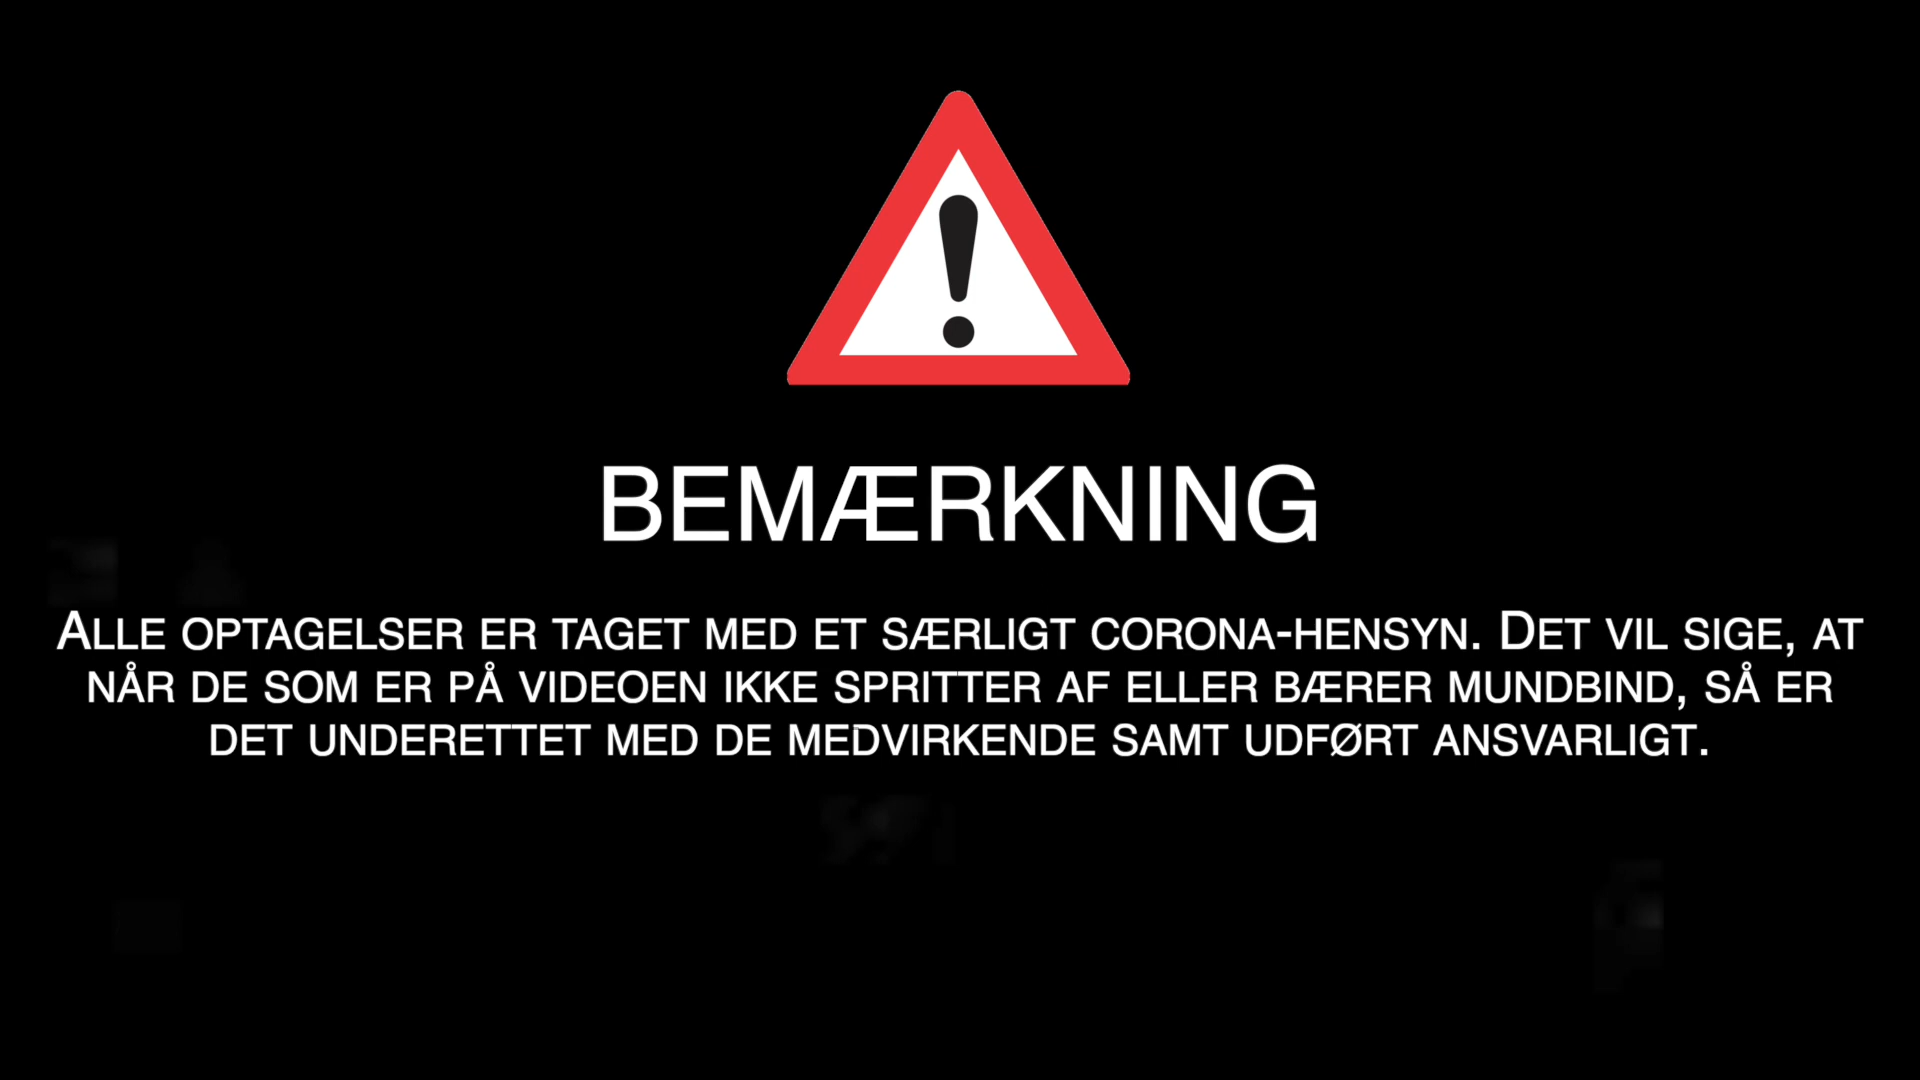 BEMÆRKNING
ALLE OPTAGELSER ER TAGET MED ET SÆRLIGT CORONA-HENSYN. DET VIL SIGE, AT
NÅR DE SOM ER PÅ VIDEOEN IKKE SPRITTER AF ELLER BÆRER MUNDBIND, SÅ ER
DET UNDERETTET MED DE MEDVIRKENDE SAMT UDFØRT ANSVARLIGT.